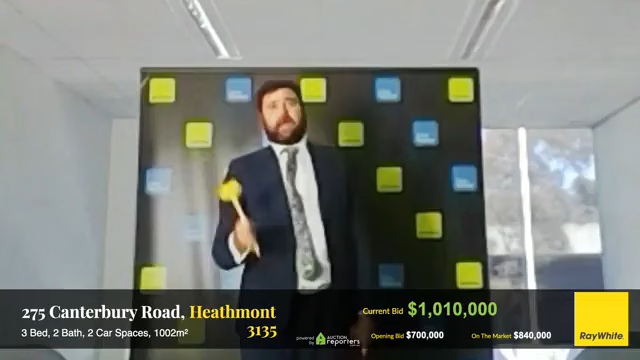 275 Canterbury Road, Heathmont
3135
3 Bed, 2 Bath, 2 Car Spaces, 1002m²
powered by AUCTION reporters
Current Bid $1,010,000
Opening Bid $700,000
On The Market $840,000
RayWhite.